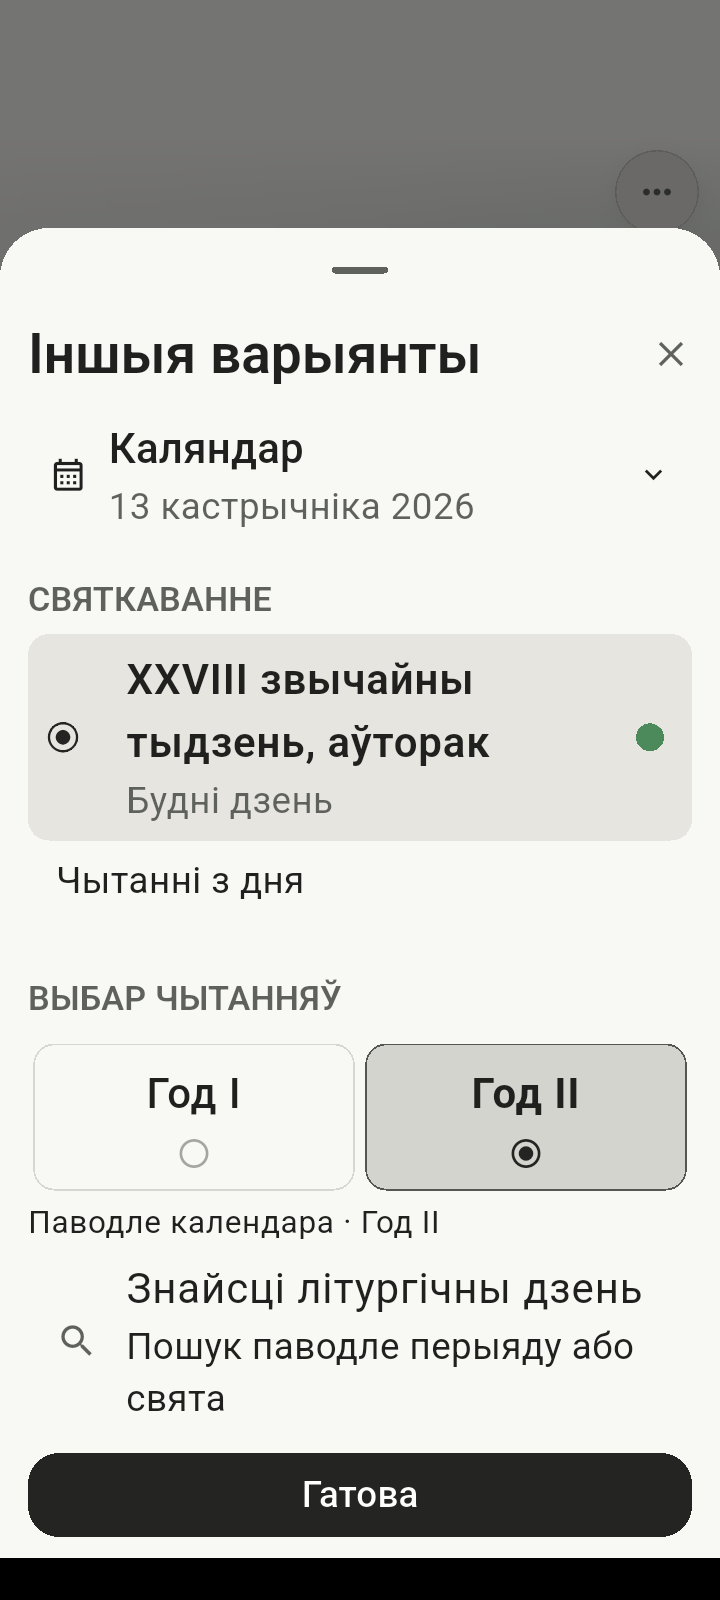 Іншыя варыянты
Каляндар
13 кастрычніка 2026
СВЯТКАВАННЕ
XXVIII звычайны
тыдзень, аўторак
Будні дзень
Чытанні з дня
ВЫБАР ЧЫТАННЯЎ
Год I
Год II
Паводле календара · Год II
Знайсці літургічны дзень
Пошук паводле перыяду або
свята
Гатова